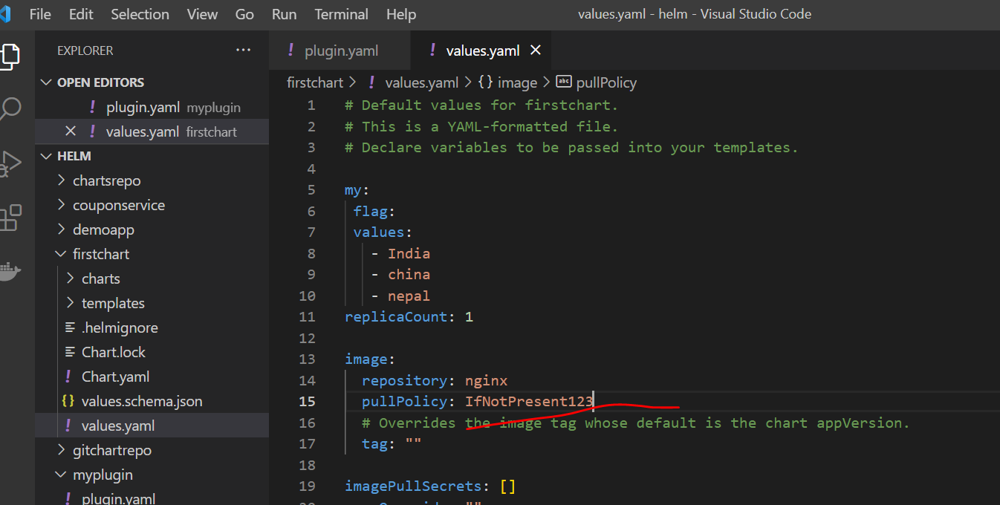 File Edit Selection View Go Run Terminal Help values.yaml - helm - Visual Studio Code
EXPLORER ···
OPEN EDITORS
! plugin.yaml myplugin
× ! values.yaml firstchart
HELM
> chartsrepo
> couponservice
> demoapp
firstchart
> charts
> templates
.helmignore
Chart.lock
! Chart.yaml
{} values.schema.json
! values.yaml
> gitchartrepo
myplugin
! plugin.yaml
! plugin.yaml ! values.yaml ×
firstchart > ! values.yaml > {} image > abc pullPolicy
1 # Default values for firstchart.
2 # This is a YAML-formatted file.
3 # Declare variables to be passed into your templates.
4
5 my:
6 flag:
7 values:
8 - India
9 - china
10 - nepal
11 replicaCount: 1
12
13 image:
14 repository: nginx
15 pullPolicy: IfNotPresent123
16 # Overrides the image tag whose default is the chart appVersion.
17 tag: ""
18
19 imagePullSecrets: []